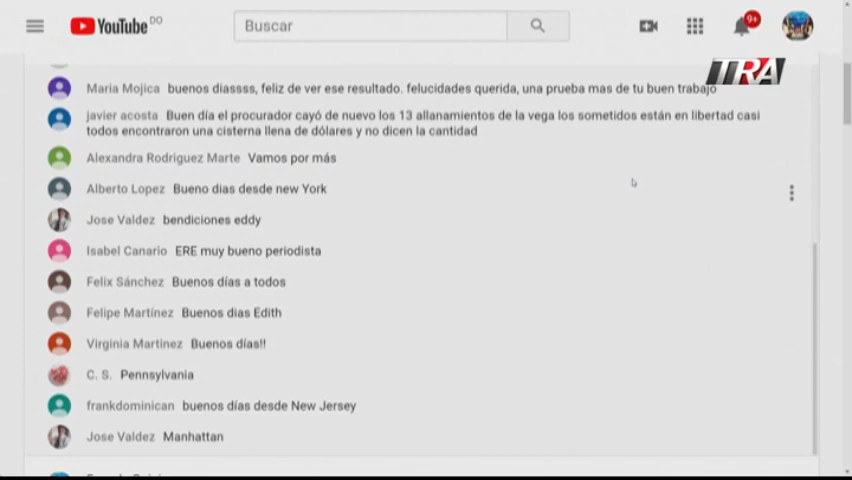 YouTube DO
Buscar
9+
TRA
Maria Mojica buenos diassss, feliz de ver ese resultado. felucidades querida, una prueba mas de tu buen trabajo
javier acosta Buen día el procurador cayó de nuevo los 13 allanamientos de la vega los sometidos están en libertad casi
todos encontraron una cisterna llena de dólares y no dicen la cantidad
Alexandra Rodriguez Marte Vamos por más
Alberto Lopez Bueno dias desde new York
Jose Valdez bendiciones eddy
Isabel Canario ERE muy bueno periodista
Felix Sánchez Buenos días a todos
Felipe Martínez Buenos dias Edith
Virginia Martinez Buenos días!!
C. S. Pennsylvania
frankdominican buenos días desde New Jersey
Jose Valdez Manhattan